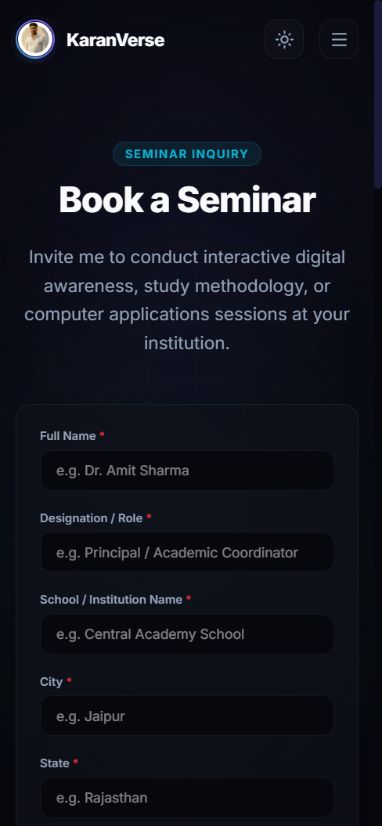 KaranVerse
SEMINAR INQUIRY
Book a Seminar
Invite me to conduct interactive digital
awareness, study methodology, or
computer applications sessions at your
institution.
Full Name *
e.g. Dr. Amit Sharma
Designation / Role *
e.g. Principal / Academic Coordinator
School / Institution Name *
e.g. Central Academy School
City *
e.g. Jaipur
State *
e.g. Rajasthan